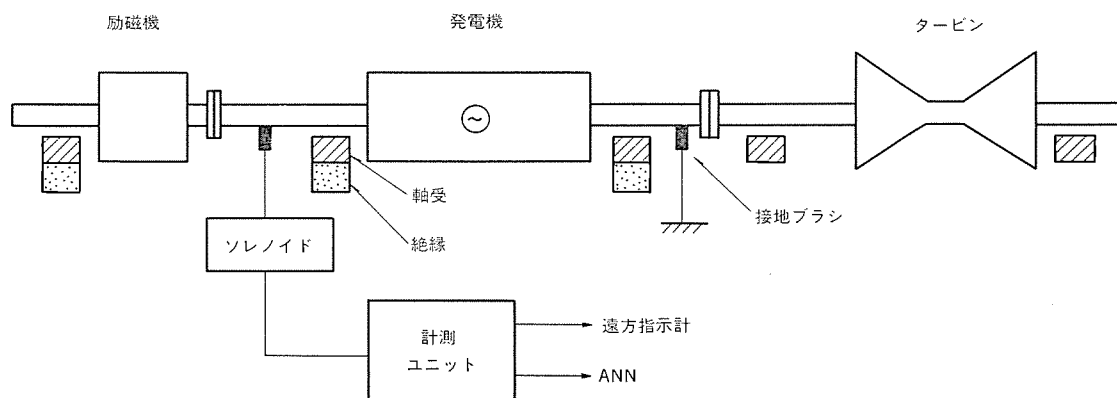 励磁機
発電機
タービン
~
軸受
絶縁
接地ブラシ
ソレノイド
計測
ユニット
遠方指示計
ANN